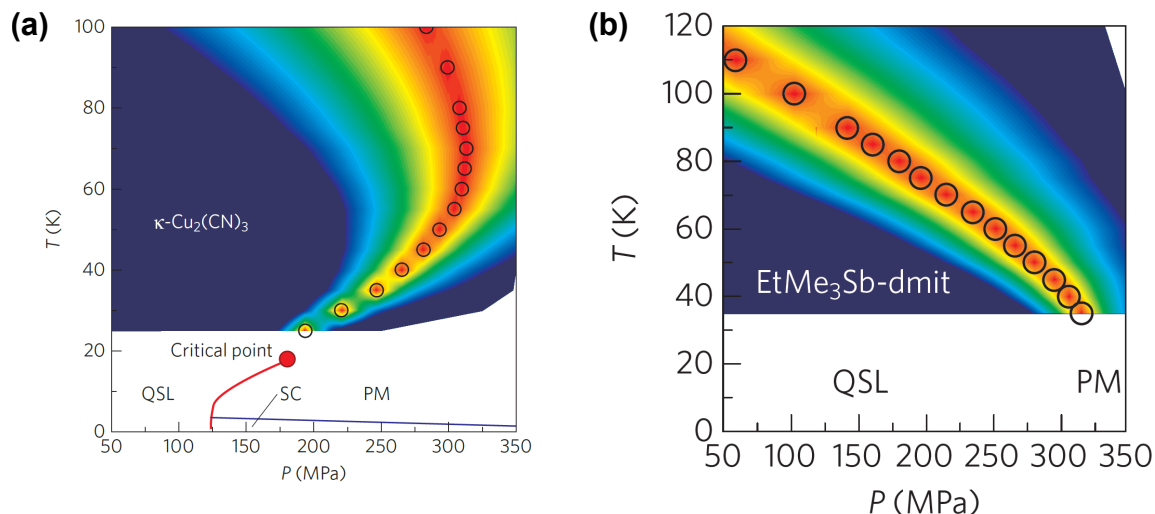 (a)
100
80
60
40
20
0
T (K)
κ-Cu₂(CN)₃
Critical point
QSL
SC
PM
50 100 150 200 250 300 350
P (MPa)
(b)
120
100
80
60
40
20
0
T (K)
EtMe₃Sb-dmit
QSL PM
50 100 150 200 250 300 350
P (MPa)